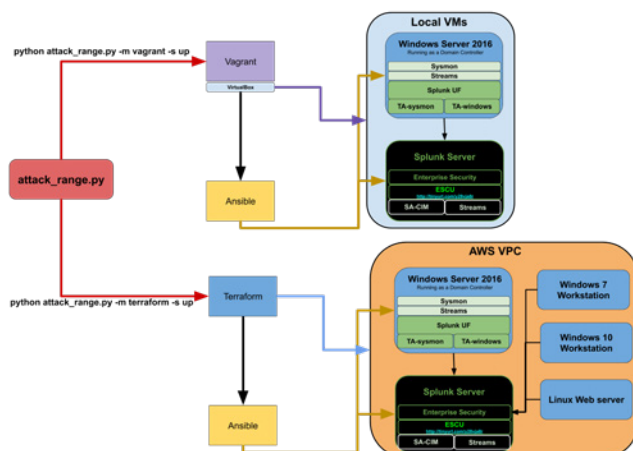 Local VMs
python attack_range.py -m vagrant -s up
Vagrant
VirtualBox
Windows Server 2016
Running as a Domain Controller
Sysmon
Streams
Splunk UF
TA-sysmon
TA-windows
attack_range.py
Ansible
Splunk Server
Enterprise Security
ESCU
SA-CIM
Streams
AWS VPC
python attack_range.py -m terraform -s up
Terraform
Windows Server 2016
Running as a Domain Controller
Sysmon
Streams
Splunk UF
TA-sysmon
TA-windows
Windows 7
Workstation
Windows 10
Workstation
Linux Web server
Ansible
Splunk Server
Enterprise Security
ESCU
SA-CIM
Streams